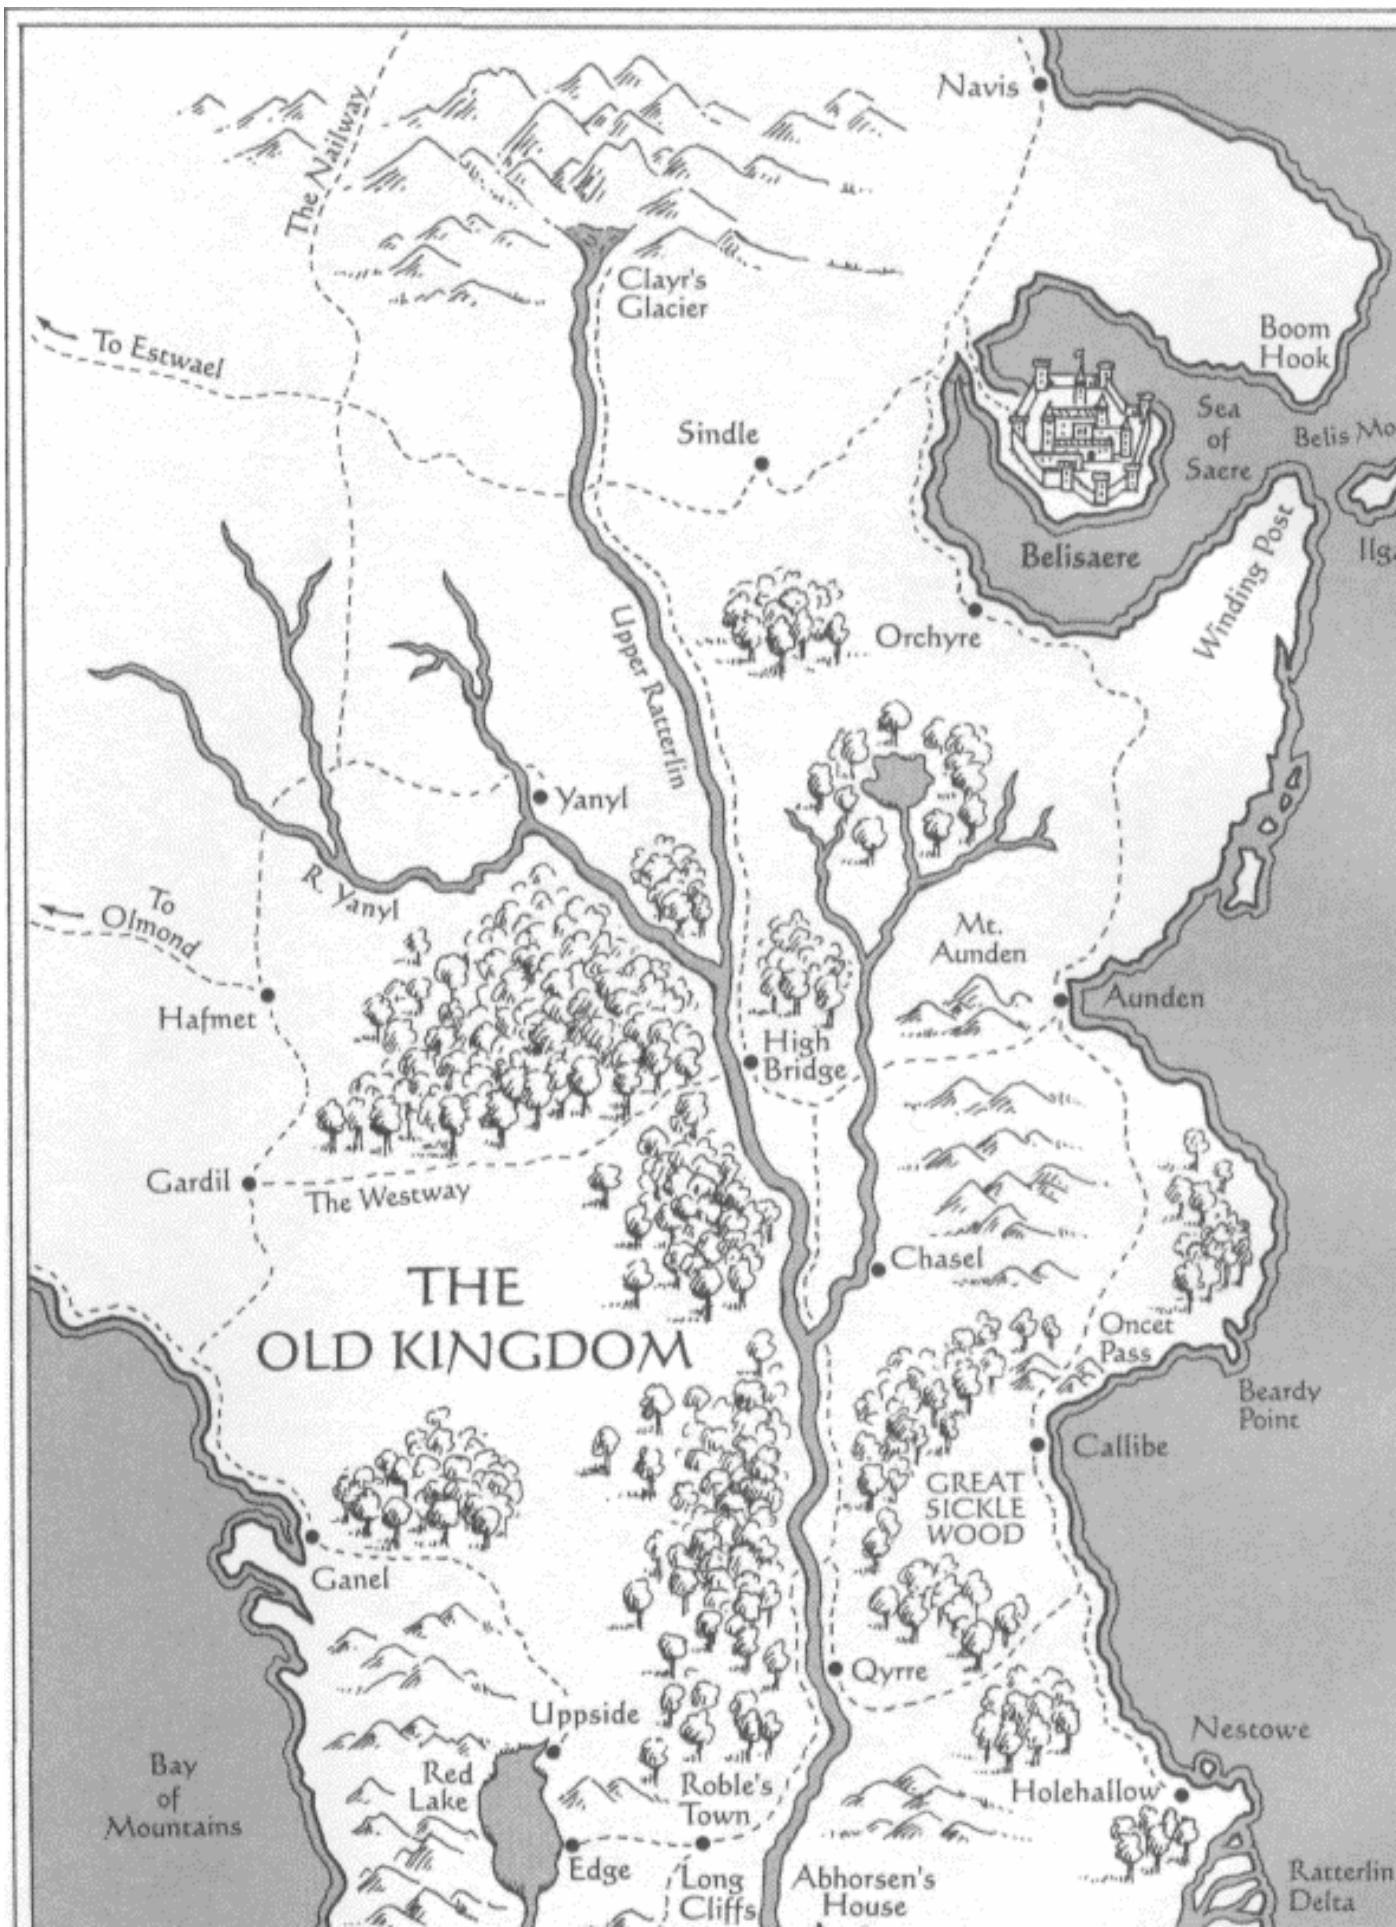 Navis
The Nailway
Clayr's
Glacier
Boom
Hook
To Estwael
Sea
of
Saere
Belis
Sindle
Belisaere
Winding Post
Orchyre
Upper Ratterlin
Yanyl
R. Yanyl
To
Olmond
Mt.
Aunden
Aunden
Hafmet
High
Bridge
Gardil
The Westway
Chasel
THE
OLD KINGDOM
Oncet
Pass
Beardy
Point
Callibe
GREAT
SICKLE
WOOD
Ganel
Qyrre
Uppside
Nestowe
Bay
of
Mountains
Red
Lake
Roble's
Town
Holehallow
Edge
Long
Cliffs
Abhorsen's
House
Ratterlin
Delta